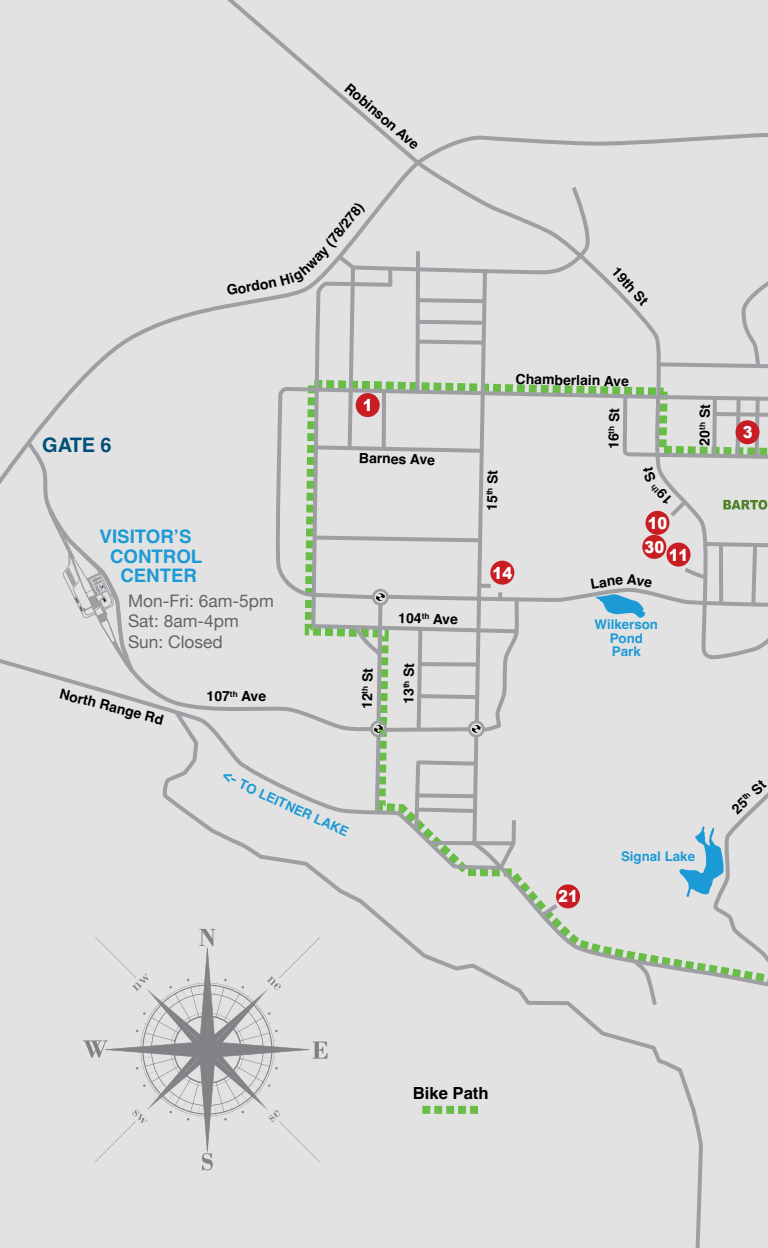 Robinson Ave
Gordon Highway (78/278)
19th St
Chamberlain Ave
1
16th St
20th St
3
GATE 6
Barnes Ave
15th St
19th St
BARTO
10
30
11
VISITOR'S
CONTROL
CENTER
Mon-Fri: 6am-5pm
Sat: 8am-4pm
Sun: Closed
14
Lane Ave
104th Ave
Wilkerson
Pond
Park
12th St
13th St
107th Ave
North Range Rd
<- TO LEITNER LAKE
25th St
Signal Lake
21
N
nw
ne
W
E
sw
se
S
Bike Path